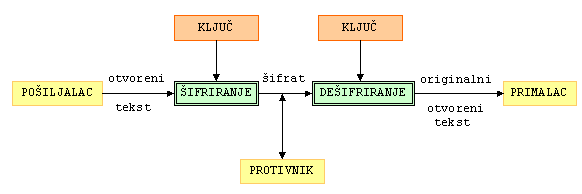 KLJUČ
KLJUČ
POŠILJALAC
otvoreni
tekst
ŠIFRIRANJE
šifrat
DEŠIFRIRANJE
originalni
otvoreni
tekst
PRIMALAC
PROTIVNIK